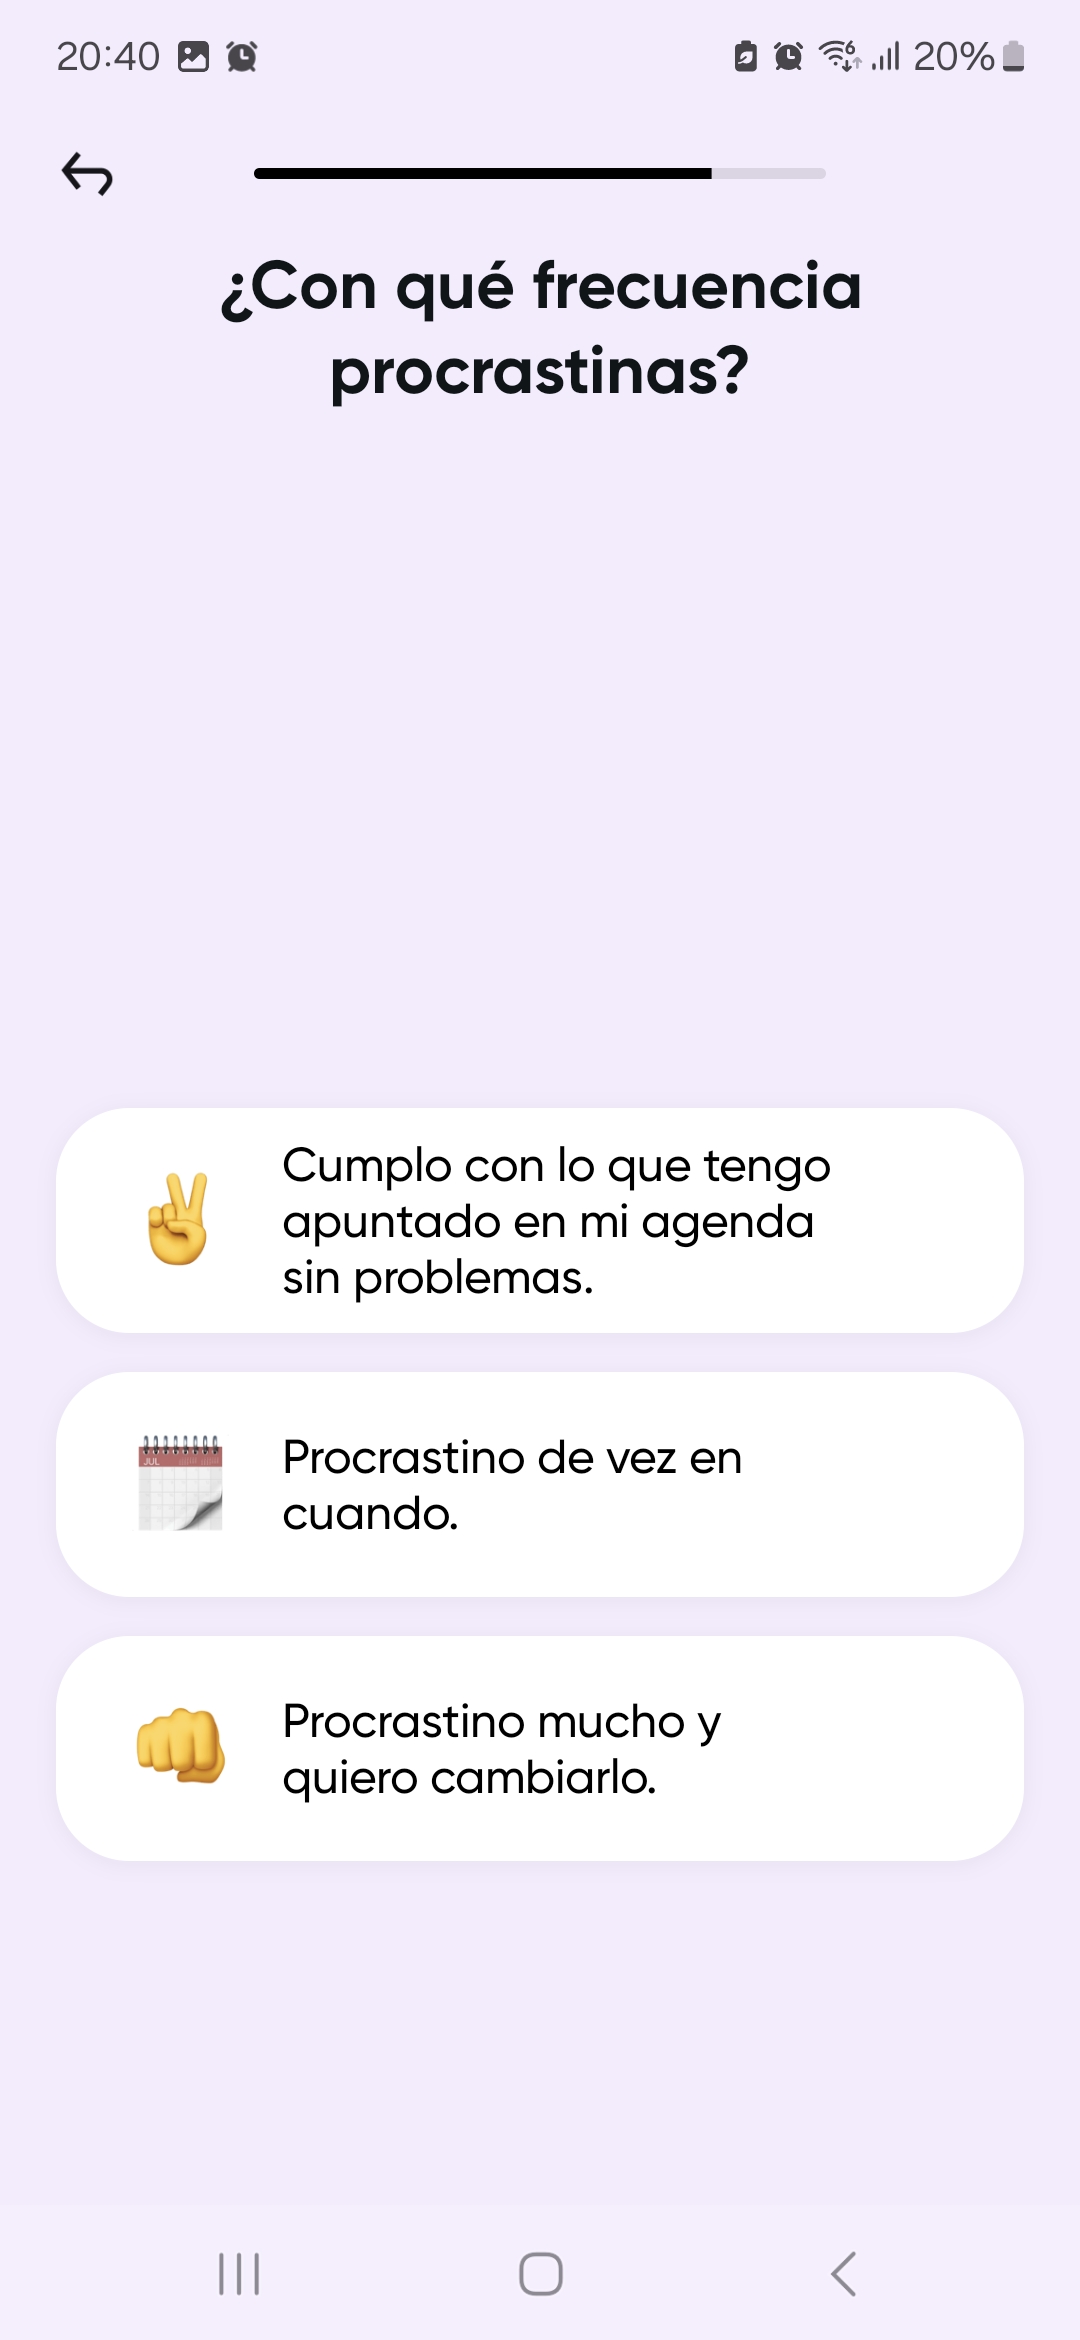 20:40
20%
¿Con qué frecuencia
procrastinas?
Cumplo con lo que tengo
apuntado en mi agenda
sin problemas.
JUL
Procrastino de vez en
cuando.
Procrastino mucho y
quiero cambiarlo.